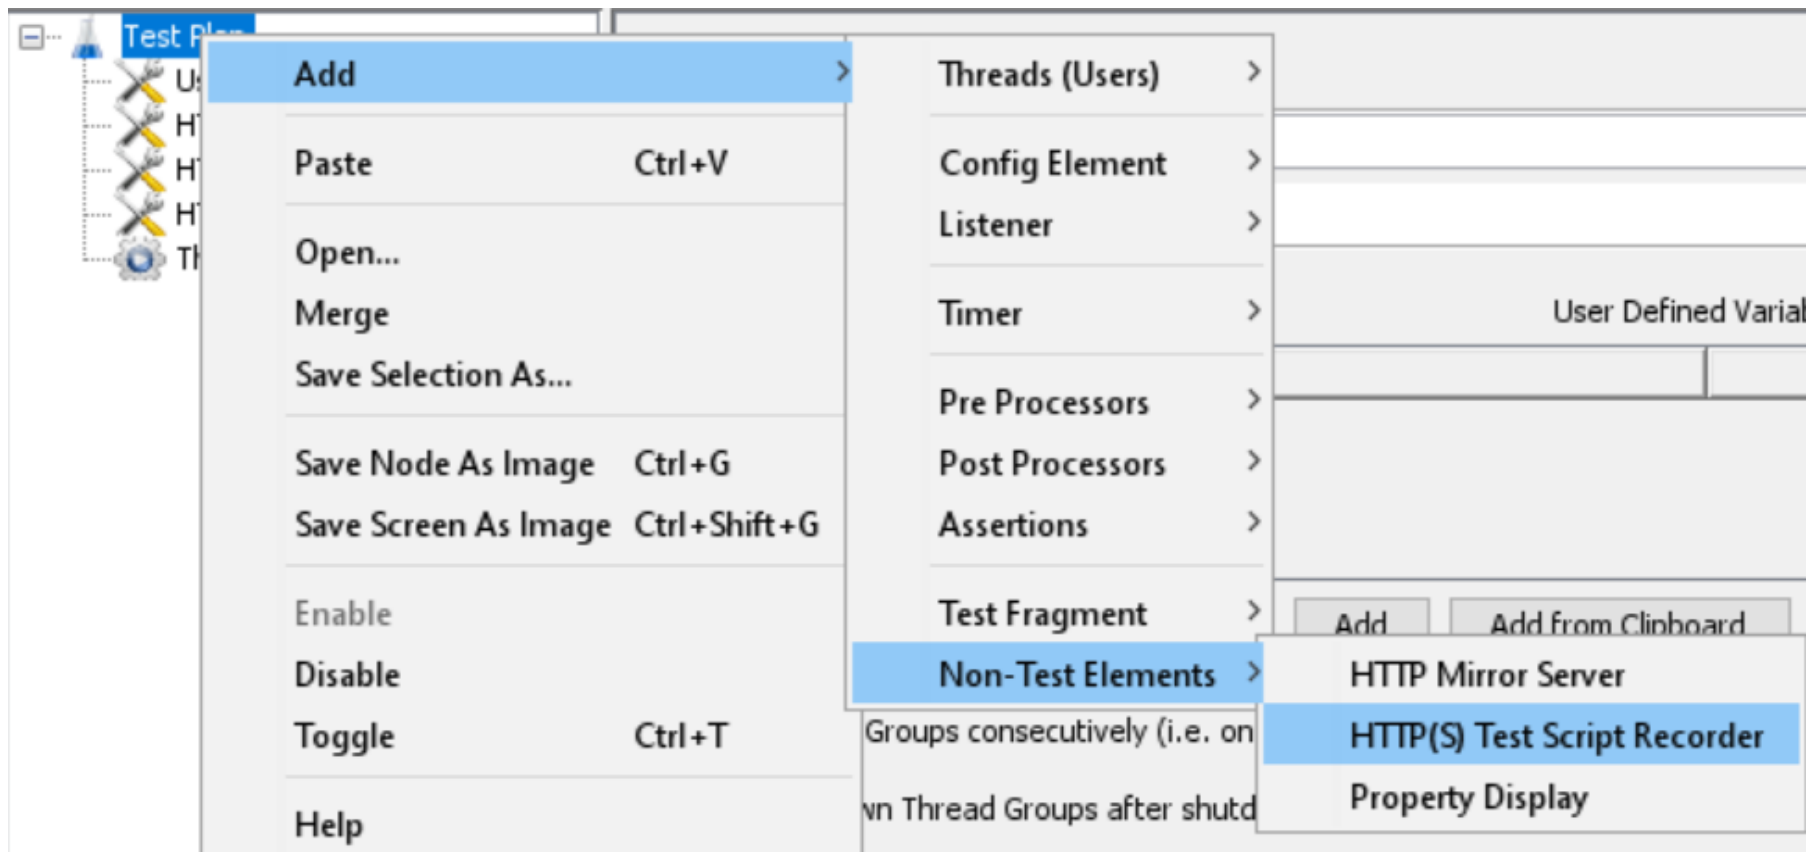 Test Plan
Add
Paste Ctrl+V
Open...
Merge
Save Selection As...
Save Node As Image Ctrl+G
Save Screen As Image Ctrl+Shift+G
Enable
Disable
Toggle Ctrl+T
Help
Threads (Users)
Config Element
Listener
Timer
Pre Processors
Post Processors
Assertions
Test Fragment
Non-Test Elements
HTTP Mirror Server
HTTP(S) Test Script Recorder
Property Display
User Defined
Add Add from Clipboard
Groups consecutively (i.e. on
Thread Groups after